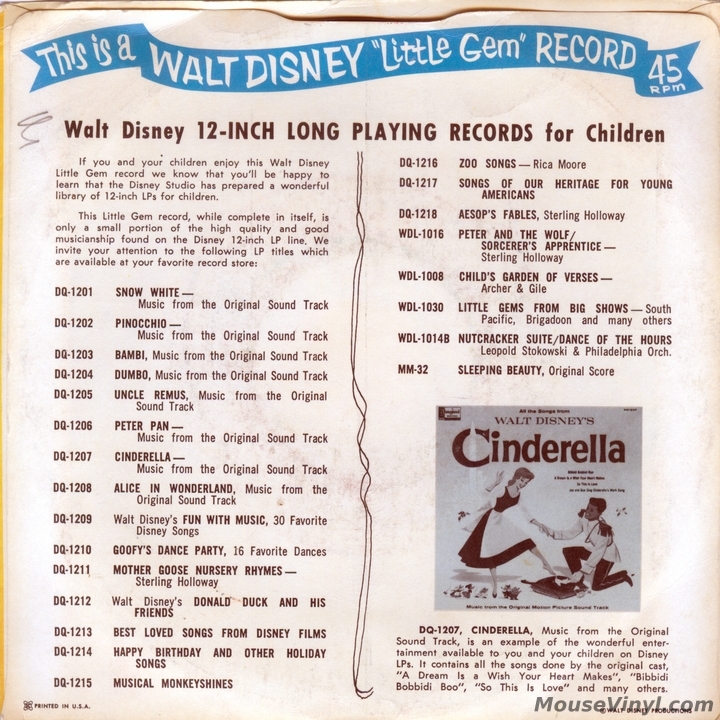 This is a WALT DISNEY "Little Gem" RECORD 45 RPM
Walt Disney 12-INCH LONG PLAYING RECORDS for Children
If you and your children enjoy this Walt Disney
Little Gem record we know that you'll be happy to
learn that the Disney Studio has prepared a wonderful
library of 12-inch LPs for children.
This Little Gem record, while complete in itself, is
only a small portion of the high quality and good
musicianship found on the Disney 12-inch LP line. We
invite your attention to the following LP titles which
are available at your favorite record store:
DQ-1201 SNOW WHITE—
Music from the Original Sound Track
DQ-1202 PINOCCHIO—
Music from the Original Sound Track
DQ-1203 BAMBI, Music from the Original Sound Track
DQ-1204 DUMBO, Music from the Original Sound Track
DQ-1205 UNCLE REMUS, Music from the Original
Sound Track
DQ-1206 PETER PAN—
Music from the Original Sound Track
DQ-1207 CINDERELLA—
Music from the Original Sound Track
DQ-1208 ALICE IN WONDERLAND, Music from the
Original Sound Track
DQ-1209 Walt Disney's FUN WITH MUSIC, 30 Favorite
Disney Songs
DQ-1210 GOOFY'S DANCE PARTY, 16 Favorite Dances
DQ-1211 MOTHER GOOSE NURSERY RHYMES—
Sterling Holloway
DQ-1212 Walt Disney's DONALD DUCK AND HIS
FRIENDS
DQ-1213 BEST LOVED SONGS FROM DISNEY FILMS
DQ-1214 HAPPY BIRTHDAY AND OTHER HOLIDAY
SONGS
DQ-1215 MUSICAL MONKEYSHINES
PRINTED IN U.S.A.
DQ-1216 ZOO SONGS—Rica Moore
DQ-1217 SONGS OF OUR HERITAGE FOR YOUNG
AMERICANS
DQ-1218 AESOP'S FABLES, Sterling Holloway
WDL-1016 PETER AND THE WOLF/
SORCERER'S APPRENTICE—
Sterling Holloway
WDL-1008 CHILD'S GARDEN OF VERSES—
Archer & Gile
WDL-1030 LITTLE GEMS FROM BIG SHOWS—South
Pacific, Brigadoon and many others
WDL-1014B NUTCRACKER SUITE/DANCE OF THE HOURS
Leopold Stokowski & Philadelphia Orch.
MM-32 SLEEPING BEAUTY, Original Score
All the Songs from
WALT DISNEY'S
Cinderella
Bibbidi Bobbidi Boo
A Dream Is a Wish Your Heart Makes
So This Is Love
Music from the Original Motion Picture Sound Track
DQ-1207, CINDERELLA, Music from the Original
Sound Track, is an example of the wonderful enter-
tainment available to you and your children on Disney
LPs. It contains all the songs done by the original cast,
"A Dream Is a Wish Your Heart Makes", "Bibbidi
Bobbidi Boo", "So This Is Love" and many others.
© WALT DISNEY PRODUCTIONS
MouseVinyl.com